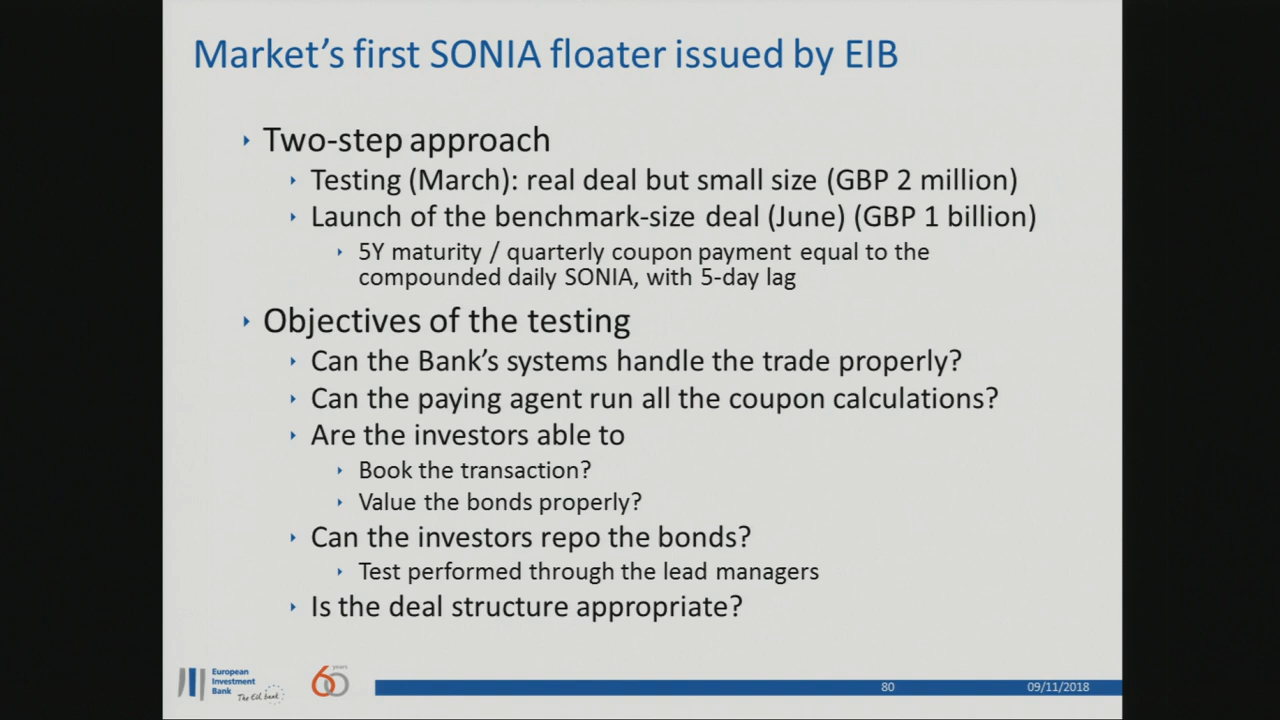 Market's first SONIA floater issued by EIB
Two-step approach
Testing (March): real deal but small size (GBP 2 million)
Launch of the benchmark-size deal (June) (GBP 1 billion)
5Y maturity / quarterly coupon payment equal to the
compounded daily SONIA, with 5-day lag
Objectives of the testing
Can the Bank's systems handle the trade properly?
Can the paying agent run all the coupon calculations?
Are the investors able to
Book the transaction?
Value the bonds properly?
Can the investors repo the bonds?
Test performed through the lead managers
Is the deal structure appropriate?
European
Investment
Bank
The EU bank
60 years
80
09/11/2018